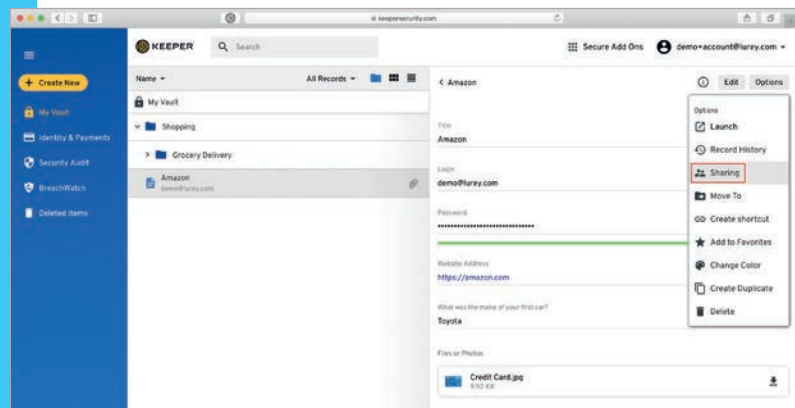 keepersecurity.com
KEEPER
Search
Secure Add Ons
demo+account@lurey.com
+ Create New
My Vault
Identity & Payments
Security Audit
BreachWatch
Deleted Items
Name
All Records
My Vault
Shopping
Grocery Delivery
Amazon
demo@lurey.com
Amazon
Edit
Options
Title
Amazon
Login
demo@lurey.com
Password
Website Address
https://amazon.com
What was the make of your first car?
Toyota
Files or Photos
Credit Card.jpg
9.92 KB
Options
Launch
Record History
Sharing
Move To
Create shortcut
Add to Favorites
Change Color
Create Duplicate
Delete